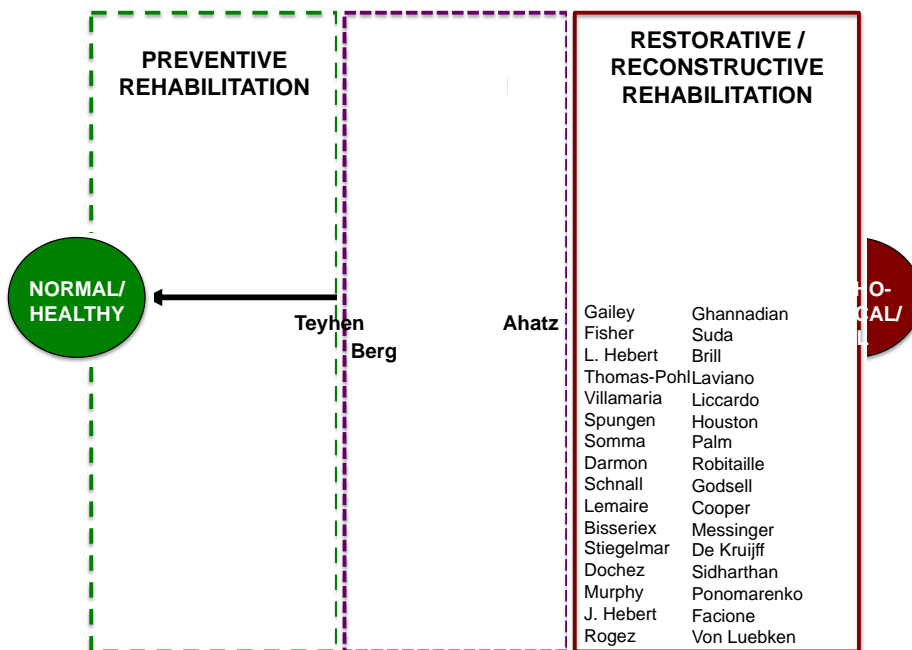 PREVENTIVE
REHABILITATION
RESTORATIVE /
RECONSTRUCTIVE
REHABILITATION
NORMAL/
HEALTHY
Teyhen
Berg
Ahatz
Gailey
Fisher
L. Hebert
Thomas-Pohl
Villamaria
Spungen
Somma
Darmon
Schnall
Lemaire
Bisseriex
Stiegelmar
Dochez
Murphy
J. Hebert
Rogez
Ghannadian
Suda
Brill
Laviano
Liccardo
Houston
Palm
Robitaille
Godsell
Cooper
Messinger
De Kruijff
Sidharthan
Ponomarenko
Facione
Von Luebken